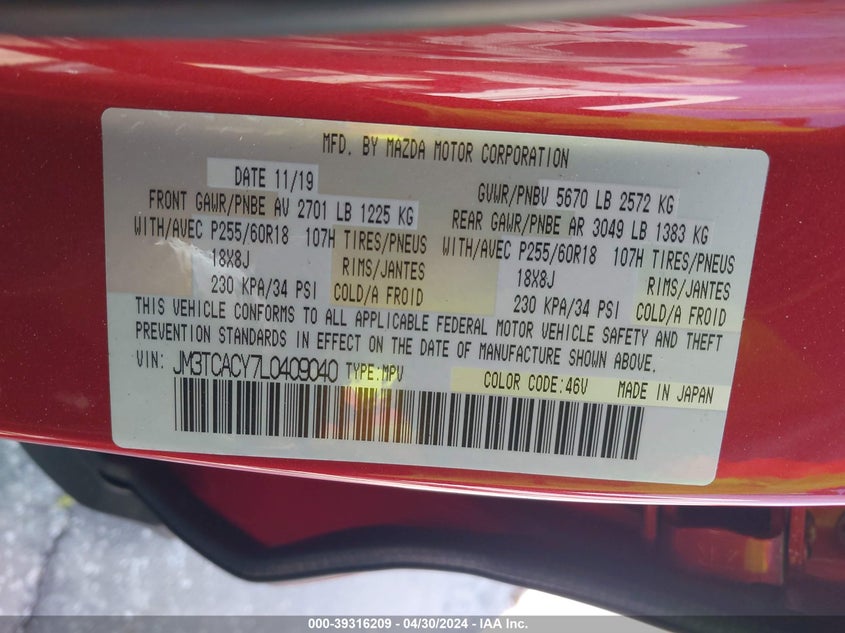 MFD. BY MAZDA MOTOR CORPORATION
DATE 11/19 GVWR/PNBV 5670 LB 2572 KG
FRONT GAWR/PNBE AV 2701 LB 1225 KG REAR GAWR/PNBE AR 3049 LB 1383 KG
WITH/AVEC P255/60R18 107H TIRES/PNEUS WITH/AVEC P255/60R18 107H TIRES/PNEUS
18X8J RIMS/JANTES 18X8J RIMS/JANTES
230 KPA/34 PSI COLD/A FROID 230 KPA/34 PSI COLD/A FROID
THIS VEHICLE CONFORMS TO ALL APPLICABLE FEDERAL MOTOR VEHICLE SAFETY AND THEFT
PREVENTION STANDARDS IN EFFECT ON THE DATE OF MANUFACTURE SHOWN ABOVE.
VIN: JM3TCACY7L0409040 TYPE:MPV COLOR CODE:46V MADE IN JAPAN
000-39316209 - 04/30/2024 - IAA Inc.